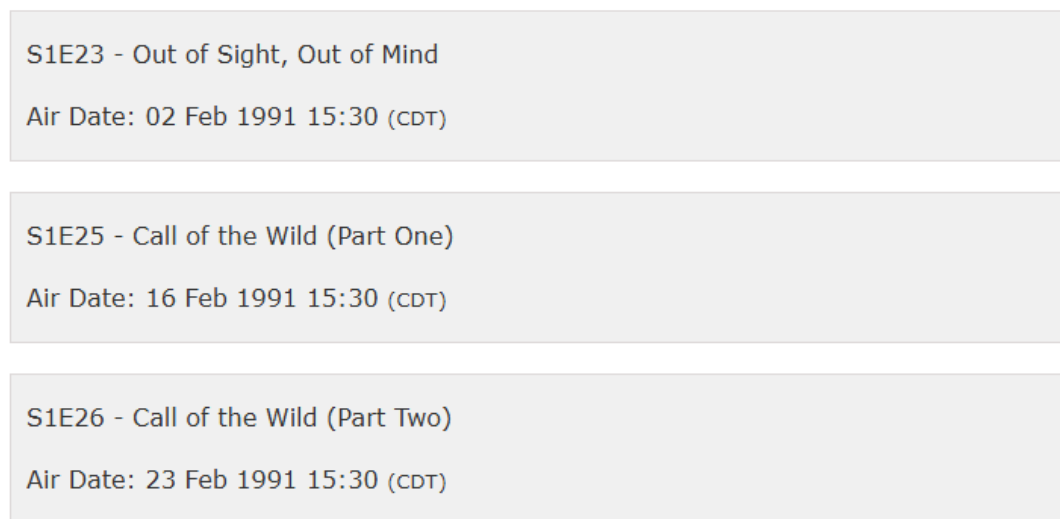 S1E23 - Out of Sight, Out of Mind
Air Date: 02 Feb 1991 15:30 (CDT)
S1E25 - Call of the Wild (Part One)
Air Date: 16 Feb 1991 15:30 (CDT)
S1E26 - Call of the Wild (Part Two)
Air Date: 23 Feb 1991 15:30 (CDT)